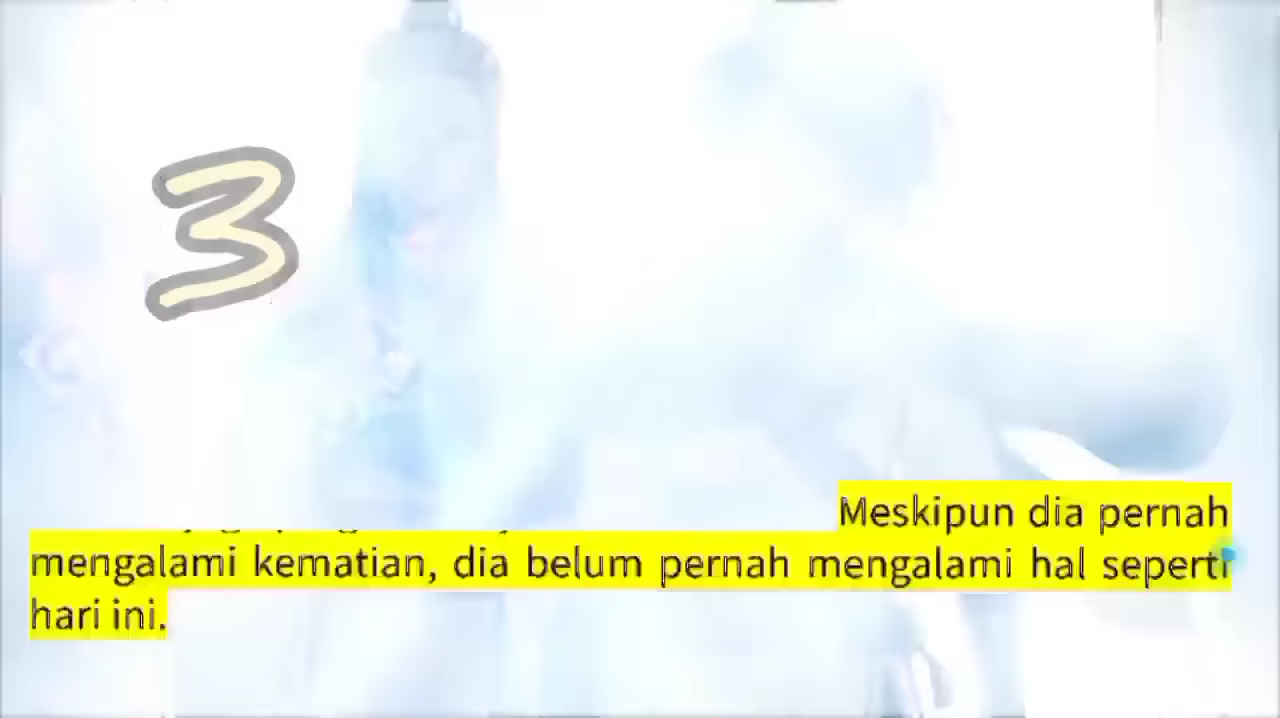 3
Meskipun dia pernah
mengalami kematian, dia belum pernah mengalami hal seperti
hari ini.